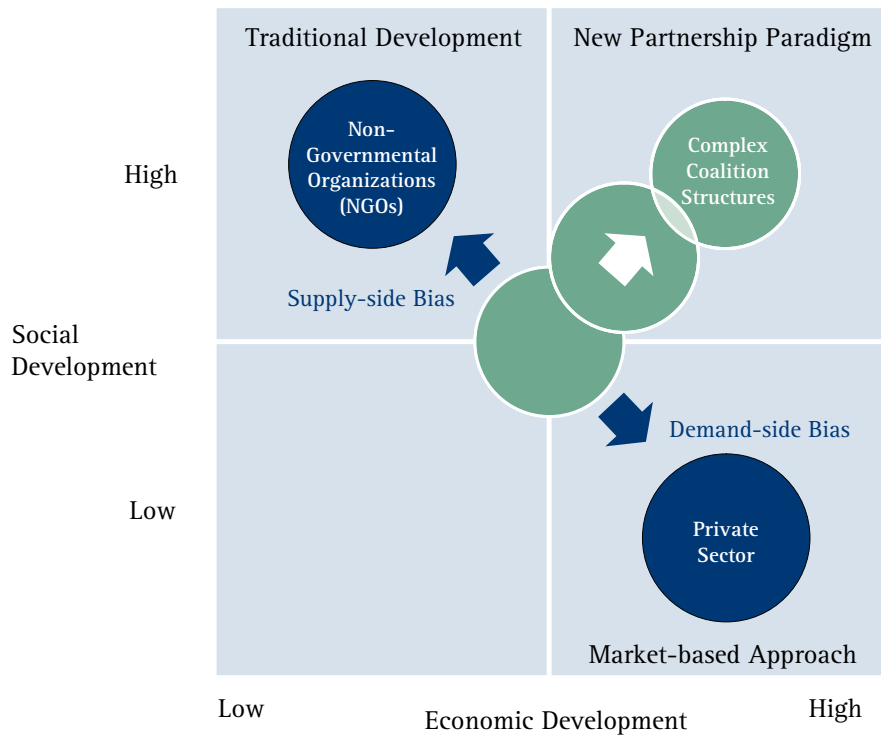 Traditional Development
New Partnership Paradigm
Non-
Governmental
Organizations
(NGOs)
Complex
Coalition
Structures
High
Supply-side Bias
Social
Development
Demand-side Bias
Low
Private
Sector
Market-based Approach
Low
Economic Development
High